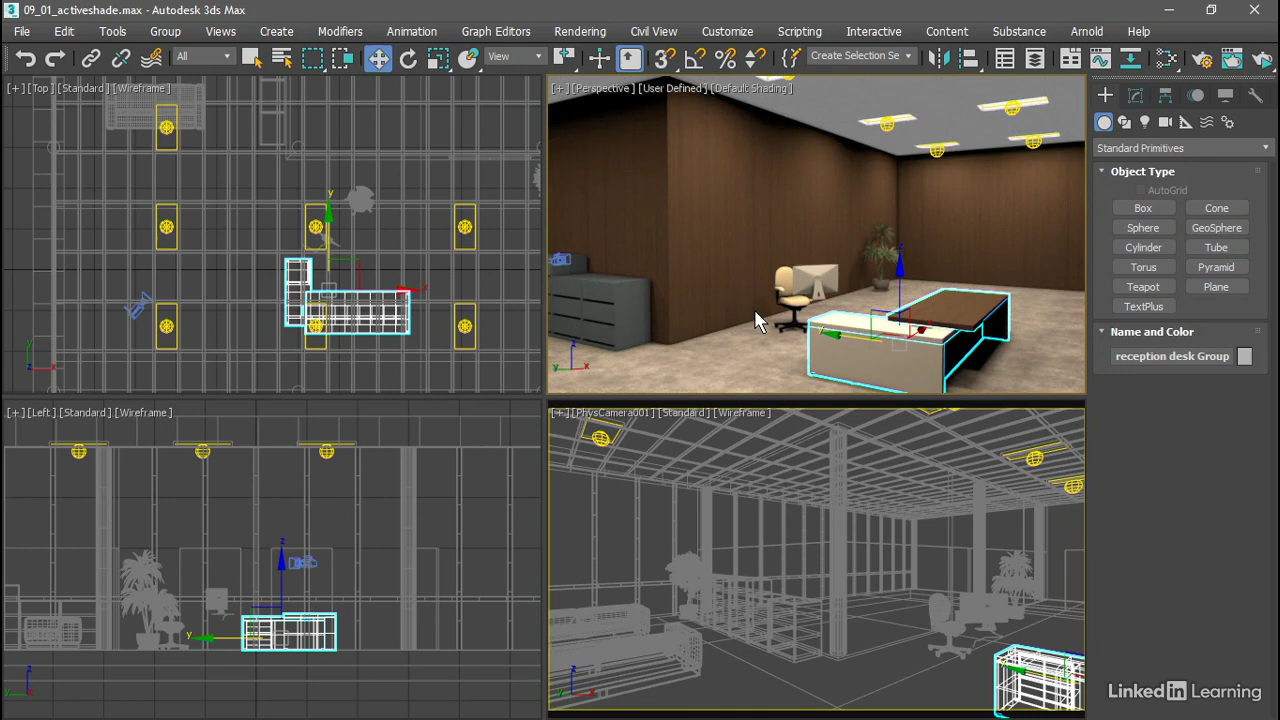 09_01_activeshade.max - Autodesk 3ds Max
File Edit Tools Group Views Create Modifiers Animation Graph Editors Rendering Civil View Customize Scripting Interactive Content Substance Arnold Help
All View Create Selection Se
[+] [Top] [Standard] [Wireframe]
[+] [Perspective] [User Defined] [Default Shading]
Standard Primitives
Object Type
AutoGrid
Box Cone
Sphere GeoSphere
Cylinder Tube
Torus Pyramid
Teapot Plane
TextPlus
Name and Color
reception desk Group
y
x
z
y
x
y
z
x
z
y
x
[+] [Left] [Standard] [Wireframe]
[+] [PhysCamera001] [Standard] [Wireframe]
z
y
z
y
x
z
y
x
LinkedIn Learning